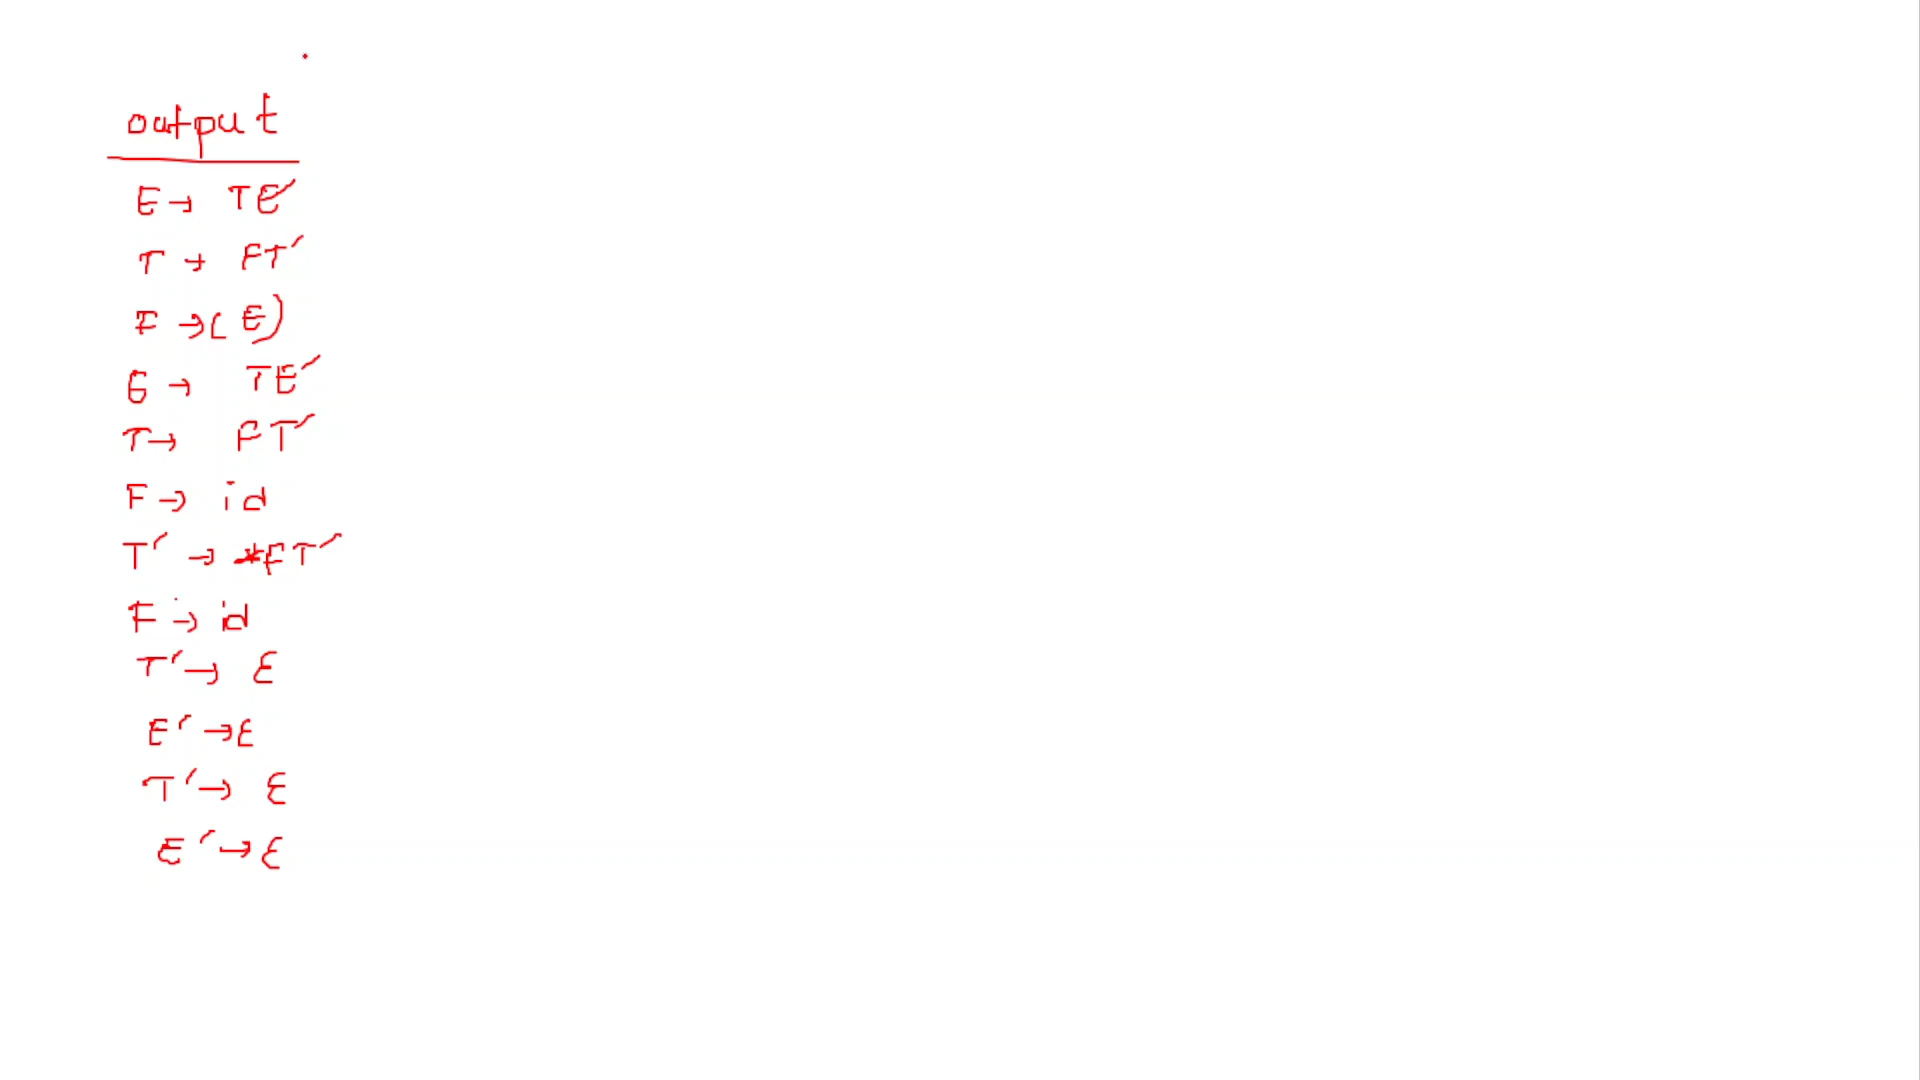 output
E → TE′
T → FT′
F → (E)
E → TE′
T → FT′
F → id
T′ → *FT′
F → id
T′ → ε
E′ → ε
T′ → ε
E′ → ε